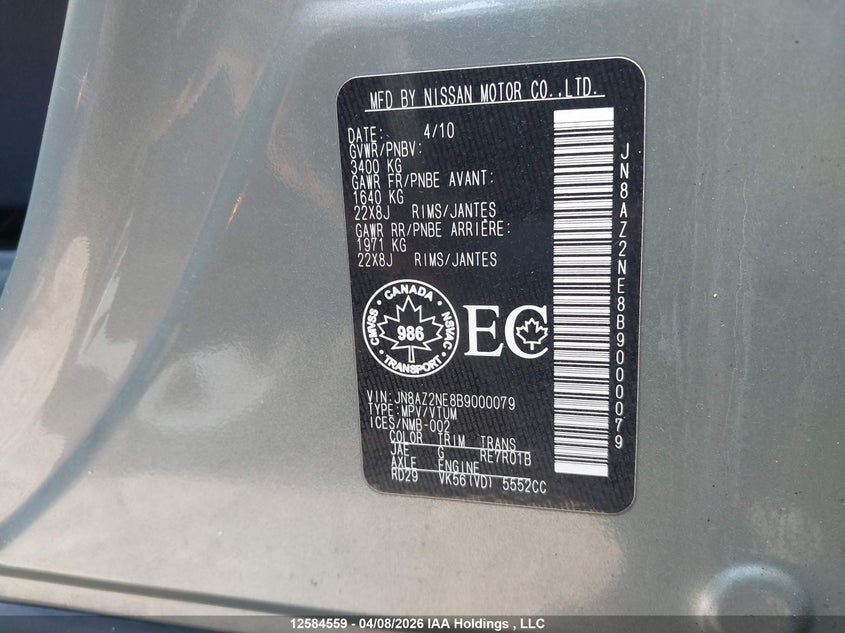 MFD BY NISSAN MOTOR CO.,LTD.
DATE: 4/10
GVWR/PNBV:
3400 KG
GAWR FR/PNBE AVANT:
1640 KG
22X8J RIMS/JANTES
GAWR RR/PNBE ARRIÈRE:
1971 KG
22X8J RIMS/JANTES
CANADA
CMVSS 986 NSVAC
TRANSPORT
EC
VIN:JN8AZ2NE8B9000079
TYPE:MPV/VTUM
ICES/NMB-002
COLOR TRIM TRANS
JAE G RE7R01B
AXLE ENGINE
RD29 VK56(VD) 5552CC
JN8AZ2NE8B9000079
12584559 - 04/08/2026 IAA Holdings , LLC